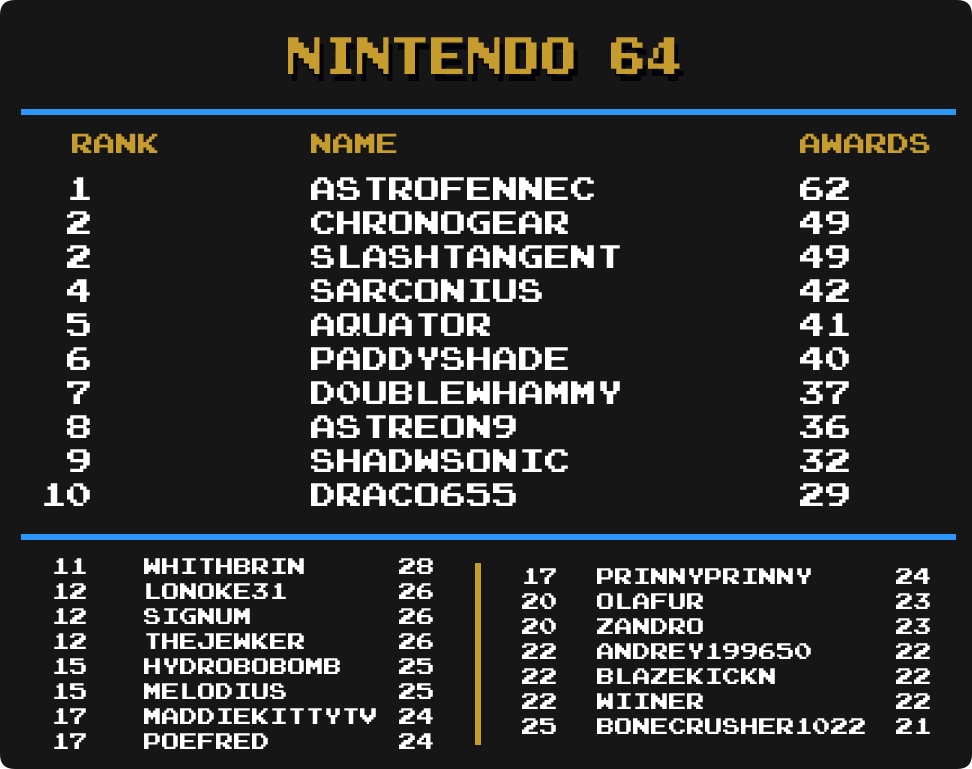 NINTENDO 64
RANK NAME AWARDS
1 ASTROFENNEC 62
2 CHRONOGEAR 49
2 SLASHTANGENT 49
4 SARCONIUS 42
5 AQUATOR 41
6 PADDYSHADE 40
7 DOUBLEWHAMMY 37
8 ASTREON9 36
9 SHADWSONIC 32
10 DRACO655 29
11 WHITHBRIN 28
12 LONOKE31 26
12 SIGNUM 26
12 THEJEWKER 26
15 HYDROBOBOMB 25
15 MELODIUS 25
17 MADDIEKITTYTV 24
17 POEFRED 24
17 PRINNYPRINNY 24
20 OLAFUR 23
20 ZANDRO 23
22 ANDREY199650 22
22 BLAZEKICKN 22
22 WIINER 22
25 BONECRUSHER1022 21